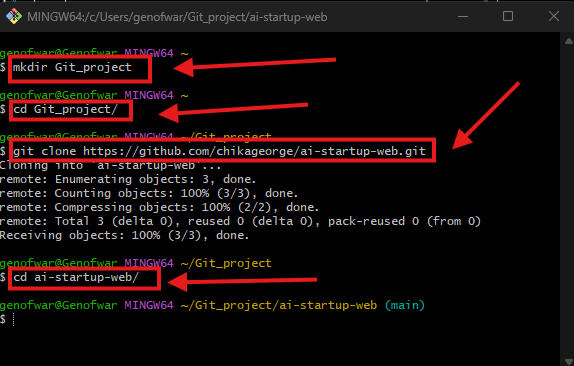 MINGW64:/c/Users/genofwar/Git_project/ai-startup-web
genofwar@Genofwar MINGW64 ~
$ mkdir Git_project
genofwar@Genofwar MINGW64 ~
$ cd Git_project/
genofwar@Genofwar MINGW64 ~/Git_project
$ git clone https://github.com/chikageorge/ai-startup-web.git
Cloning into 'ai-startup-web'...
remote: Enumerating objects: 3, done.
remote: Counting objects: 100% (3/3), done.
remote: Compressing objects: 100% (2/2), done.
remote: Total 3 (delta 0), reused 0 (delta 0), pack-reused 0 (from 0)
Receiving objects: 100% (3/3), done.
genofwar@Genofwar MINGW64 ~/Git_project
$ cd ai-startup-web/
genofwar@Genofwar MINGW64 ~/Git_project/ai-startup-web (main)
$